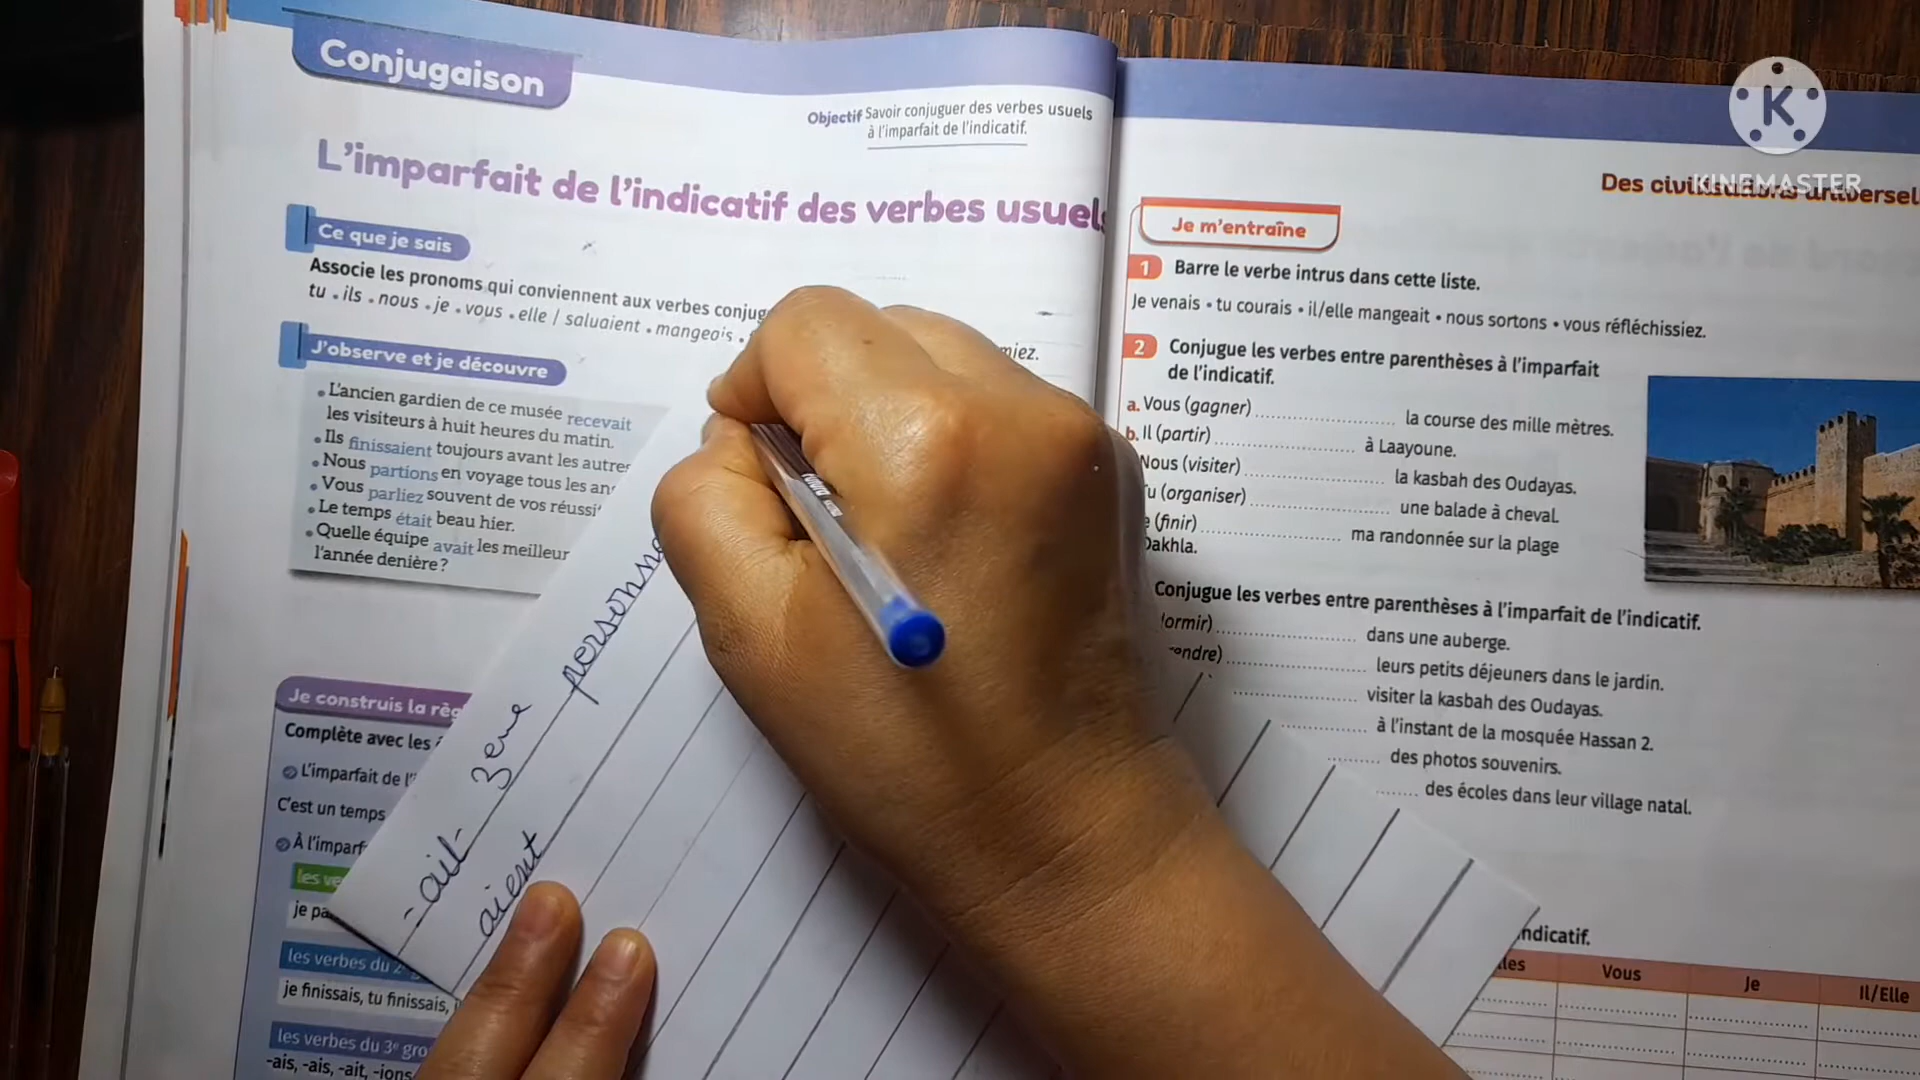 Conjugaison
Objectif Savoir conjuguer des verbes usuels
à l'imparfait de l'indicatif.
L'imparfait de l'indicatif des verbes usuels
Ce que je sais
Associe les pronoms qui conviennent aux verbes conjug
tu • ils • nous • je • vous • elle / saluaient • mangeais •
miez.
J'observe et je découvre
• L'ancien gardien de ce musée recevait
les visiteurs à huit heures du matin.
• Ils finissaient toujours avant les autres
• Nous partions en voyage tous les an
• Vous parliez souvent de vos réussi
• Le temps était beau hier.
• Quelle équipe avait les meilleur
l'année denière ?
Je construis la règ
Complète avec les
L'imparfait de l'
C'est un temps
À l'imparf
les ve
je pa
les verbes du 2
je finissais, tu finissais,
les verbes du 3e gro
-ais, -ais, -ait, -ions
-ait- 3eme personne
aient
KINEMASTER
Des civilisations universel
Je m'entraîne
1 Barre le verbe intrus dans cette liste.
Je venais • tu courais • il/elle mangeait • nous sortons • vous réfléchissiez.
2 Conjugue les verbes entre parenthèses à l'imparfait
de l'indicatif.
a. Vous (gagner) .................... la course des mille mètres.
b. Il (partir) .................... à Laayoune.
Nous (visiter) .................... la kasbah des Oudayas.
Tu (organiser) .................... une balade à cheval.
e (finir) .................... ma randonnée sur la plage
Dakhla.
Conjugue les verbes entre parenthèses à l'imparfait de l'indicatif.
ormir) .................... dans une auberge.
endre) .................... leurs petits déjeuners dans le jardin.
.................... visiter la kasbah des Oudayas.
............ à l'instant de la mosquée Hassan 2.
........ des photos souvenirs.
....... des écoles dans leur village natal.
indicatif.
lles Vous Je Il/Elle